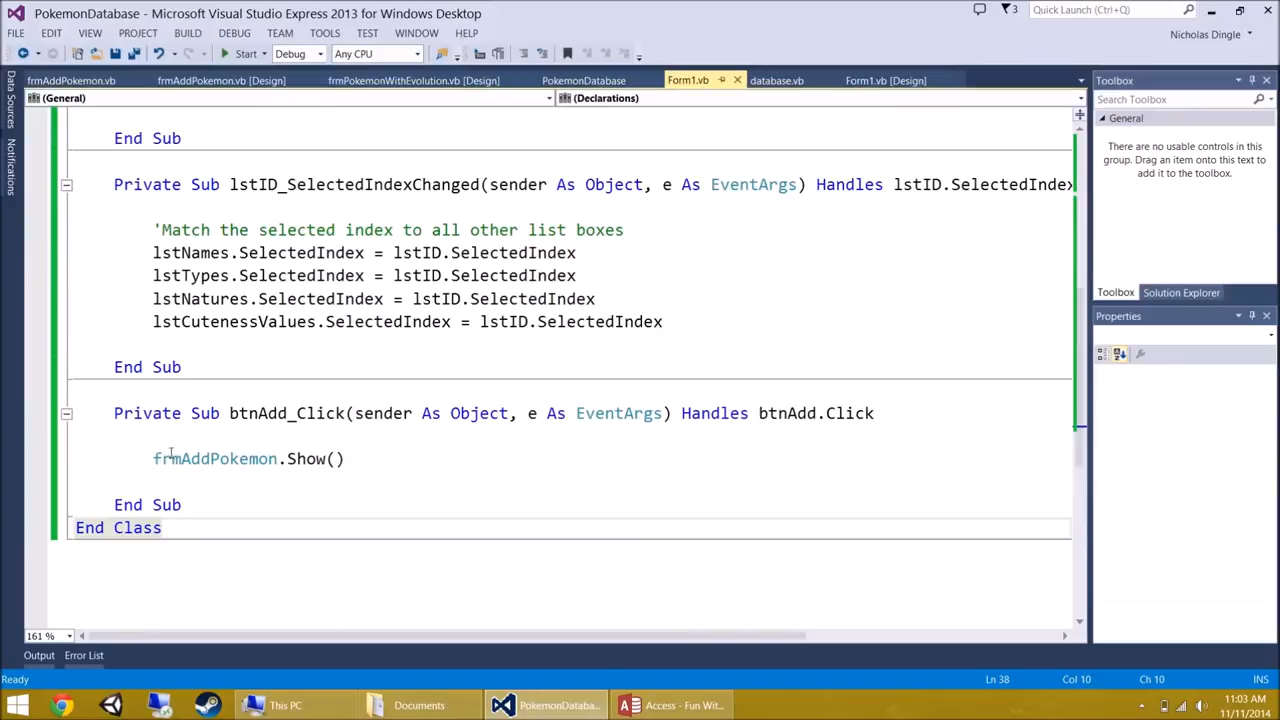 PokemonDatabase - Microsoft Visual Studio Express 2013 for Windows Desktop
3
Quick Launch (Ctrl+Q)
FILE EDIT VIEW PROJECT BUILD DEBUG TEAM TOOLS TEST WINDOW HELP
Nicholas Dingle
Start Debug Any CPU
Data Sources
Notifications
frmAddPokemon.vb frmAddPokemon.vb [Design] frmPokemonWithEvolution.vb [Design] PokemonDatabase Form1.vb database.vb Form1.vb [Design]
(General) (Declarations)
End Sub
Private Sub lstID_SelectedIndexChanged(sender As Object, e As EventArgs) Handles lstID.SelectedIndex
'Match the selected index to all other list boxes
lstNames.SelectedIndex = lstID.SelectedIndex
lstTypes.SelectedIndex = lstID.SelectedIndex
lstNatures.SelectedIndex = lstID.SelectedIndex
lstCutenessValues.SelectedIndex = lstID.SelectedIndex
End Sub
Private Sub btnAdd_Click(sender As Object, e As EventArgs) Handles btnAdd.Click
frmAddPokemon.Show()
End Sub
End Class
161 %
Toolbox
Search Toolbox
General
There are no usable controls in this
group. Drag an item onto this text to
add it to the toolbox.
Toolbox Solution Explorer
Properties
Output Error List
Ready Ln 38 Col 10 Ch 10 INS
This PC Documents PokemonDataba... Access - Fun Wit...
11:03 AM
11/11/2014